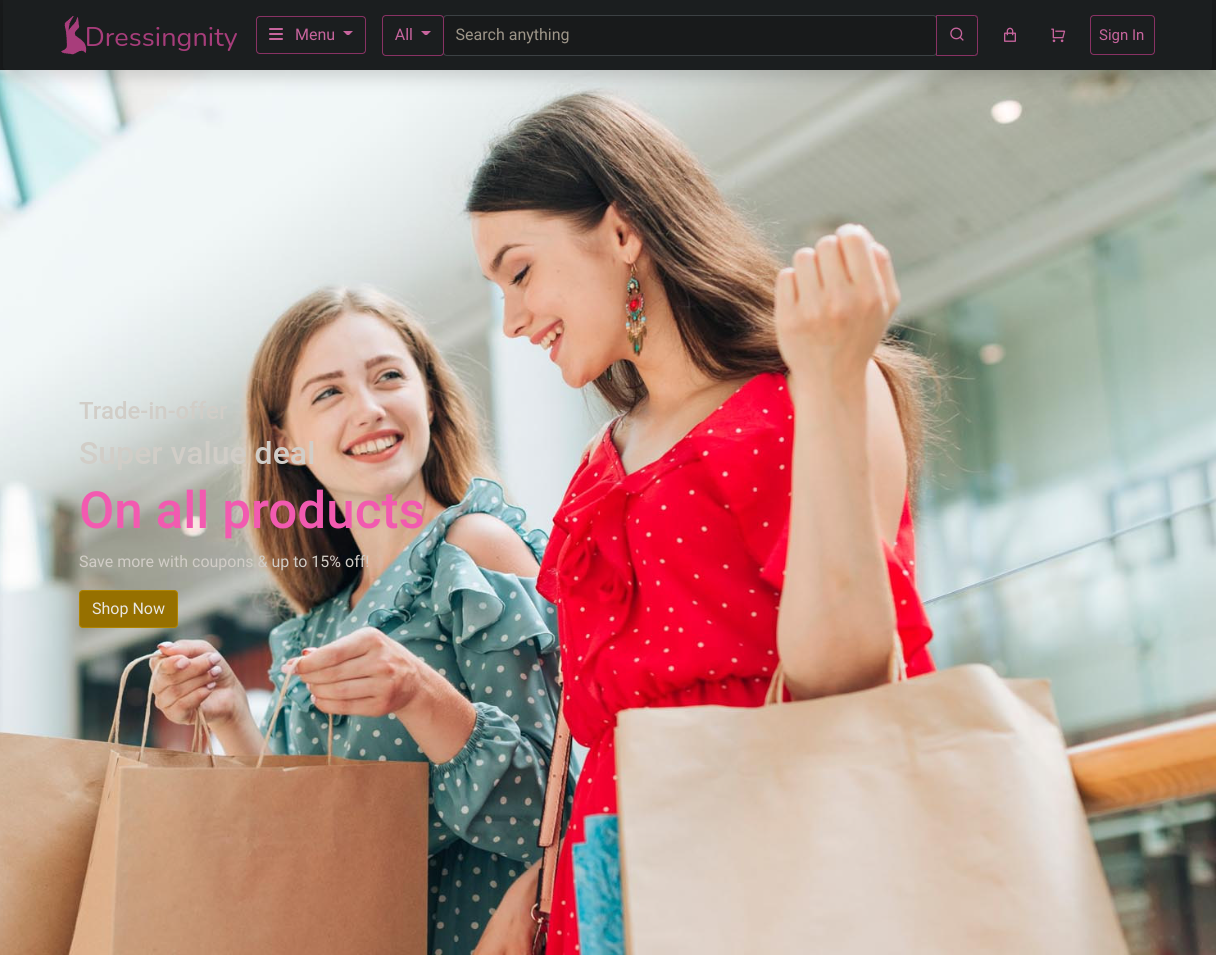 Dressingnity
Menu
All
Search anything
Sign In
Trade-in-offer
Super value deal
On all products
Save more with coupons & up to 15% off!
Shop Now